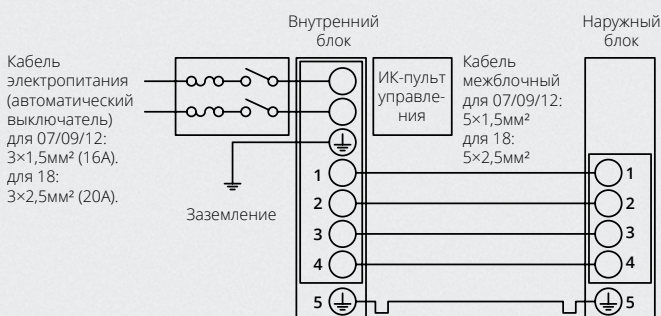 Внутренний
блок
Наружный
блок
Кабель
электропитания
(автоматический
выключатель)
для 07/09/12:
3×1,5мм² (16А).
для 18:
3×2,5мм² (20А).
ИК-пульт
управле-
ния
Кабель
межблочный
для 07/09/12:
5×1,5мм²
для 18:
5×2,5мм²
Заземление
1
2
3
4
5
1
2
3
4
5